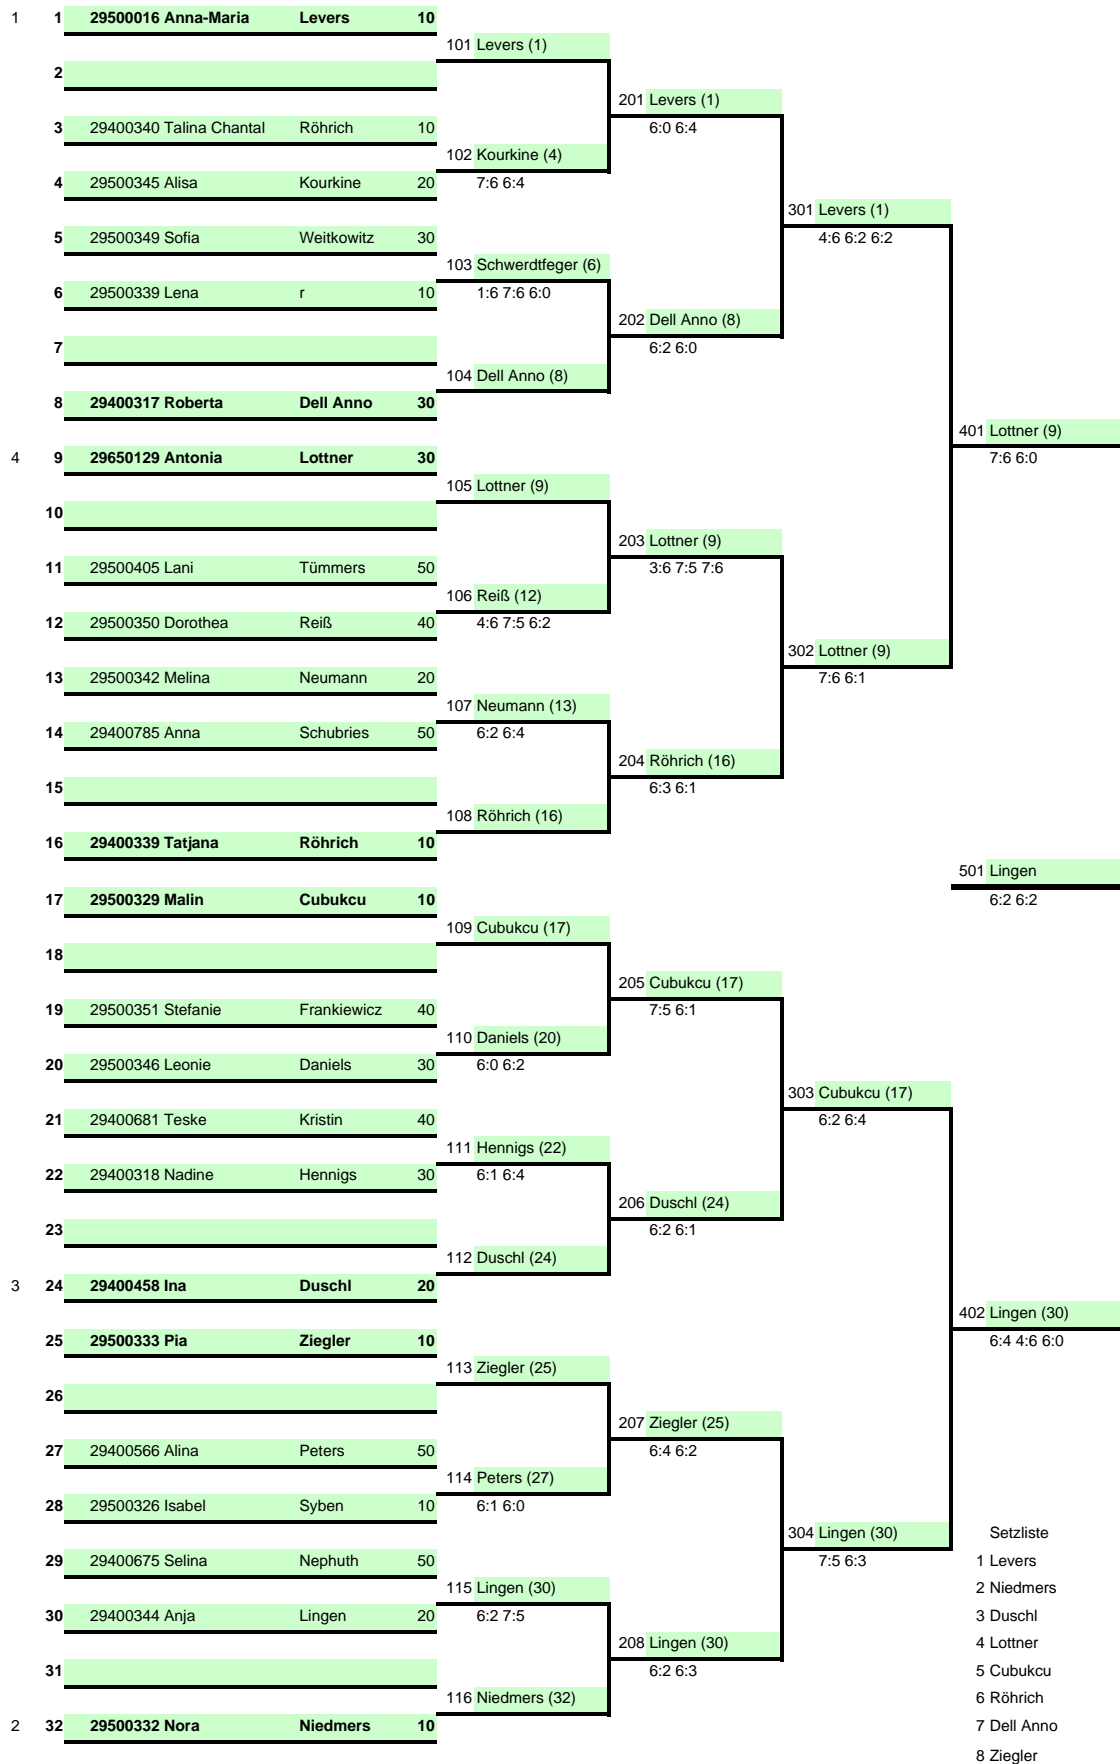 1 1 29500016 Anna-Maria Levers 10
101 Levers (1)
2
201 Levers (1)
3 29400340 Talina Chantal Röhrich 10 6:0 6:4
102 Kourkine (4)
4 29500345 Alisa Kourkine 20 7:6 6:4
301 Levers (1)
5 29500349 Sofia Weitkowitz 30 4:6 6:2 6:2
103 Schwerdtfeger (6)
6 29500339 Lena r 10 1:6 7:6 6:0
202 Dell Anno (8)
7 6:2 6:0
104 Dell Anno (8)
8 29400317 Roberta Dell Anno 30
401 Lottner (9)
4 9 29650129 Antonia Lottner 30 7:6 6:0
105 Lottner (9)
10
203 Lottner (9)
11 29500405 Lani Tümmers 50 3:6 7:5 7:6
106 Reiß (12)
12 29500350 Dorothea Reiß 40 4:6 7:5 6:2
302 Lottner (9)
13 29500342 Melina Neumann 20 7:6 6:1
107 Neumann (13)
14 29400785 Anna Schubries 50 6:2 6:4
204 Röhrich (16)
15 6:3 6:1
108 Röhrich (16)
16 29400339 Tatjana Röhrich 10
501 Lingen
17 29500329 Malin Cubukcu 10 6:2 6:2
109 Cubukcu (17)
18
205 Cubukcu (17)
19 29500351 Stefanie Frankiewicz 40 7:5 6:1
110 Daniels (20)
20 29500346 Leonie Daniels 30 6:0 6:2
303 Cubukcu (17)
21 29400681 Teske Kristin 40 6:2 6:4
111 Hennigs (22)
22 29400318 Nadine Hennigs 30 6:1 6:4
206 Duschl (24)
23 6:2 6:1
112 Duschl (24)
3 24 29400458 Ina Duschl 20
402 Lingen (30)
25 29500333 Pia Ziegler 10 6:4 4:6 6:0
113 Ziegler (25)
26
207 Ziegler (25)
27 29400566 Alina Peters 50 6:4 6:2
114 Peters (27)
28 29500326 Isabel Syben 10 6:1 6:0
304 Lingen (30) Setzliste
29 29400675 Selina Nephuth 50 7:5 6:3 1 Levers
115 Lingen (30) 2 Niedmers
30 29400344 Anja Lingen 20 6:2 7:5 3 Duschl
208 Lingen (30) 4 Lottner
31 6:2 6:3 5 Cubukcu
116 Niedmers (32) 6 Röhrich
2 32 29500332 Nora Niedmers 10 7 Dell Anno
8 Ziegler